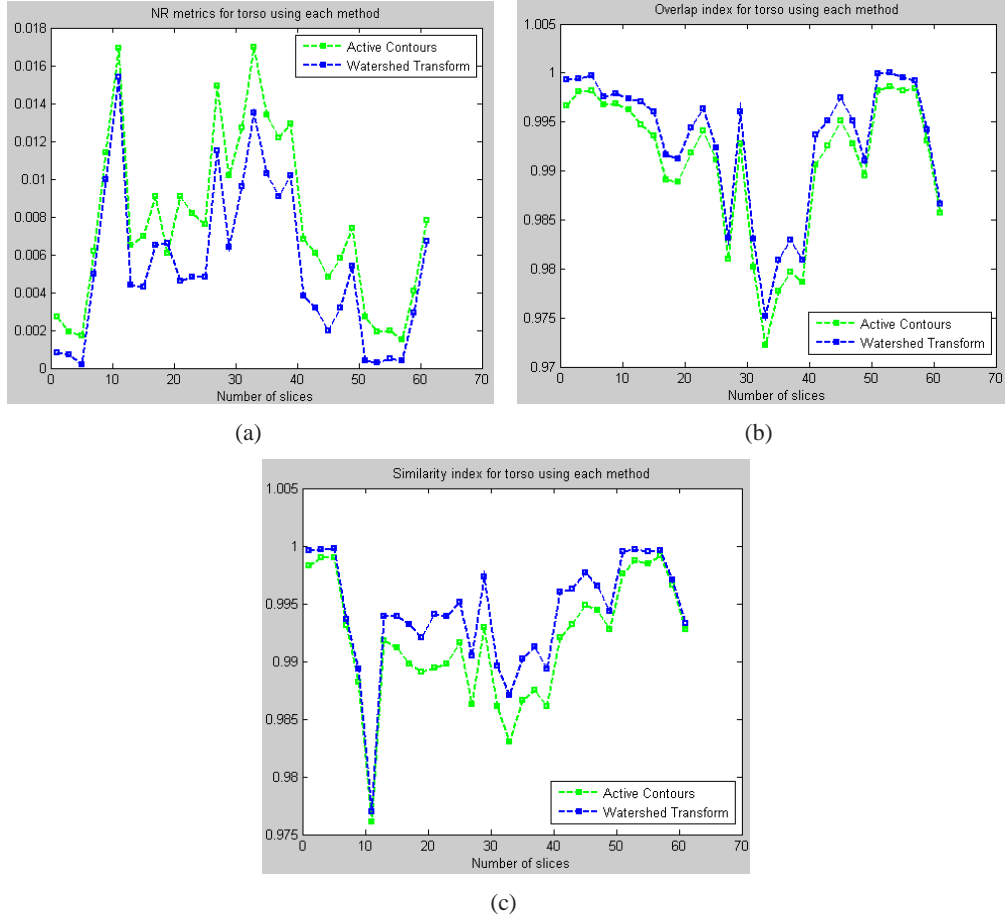 NR metrics for torso using each method
0.018
0.016
0.014
0.012
0.01
0.008
0.006
0.004
0.002
0
0 10 20 30 40 50 60 70
Number of slices
Active Contours
Watershed Transform
(a)
Overlap index for torso using each method
1.005
1
0.995
0.99
0.985
0.98
0.975
0.97
0 10 20 30 40 50 60 70
Number of slices
Active Contours
Watershed Transform
(b)
Similarity index for torso using each method
1.005
1
0.995
0.99
0.985
0.98
0.975
0 10 20 30 40 50 60 70
Number of slices
Active Contours
Watershed Transform
(c)